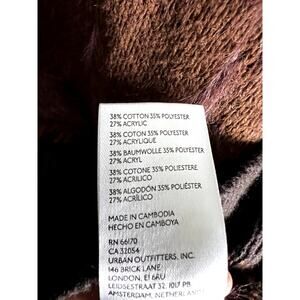 38% COTTON 35% POLYESTER
27% ACRYLIC
38% COTON 35% POLYESTER
27% ACRYLIQUE
38% BAUMWOLLE 35% POLYESTER
27% ACRYL
38% COTONE 35% POLIESTERE
27% ACRILICO
38% ALGODÓN 35% POLIÉSTER
27% ACRÍLICO
MADE IN CAMBODIA
HECHO EN CAMBOYA
RN 66170
CA 32054
URBAN OUTFITTERS, INC.
146 BRICK LANE
LONDON, E1 6RU
LEIDSESTRAAT 32, 1017 PB
AMSTERDAM, NETHERLANDS